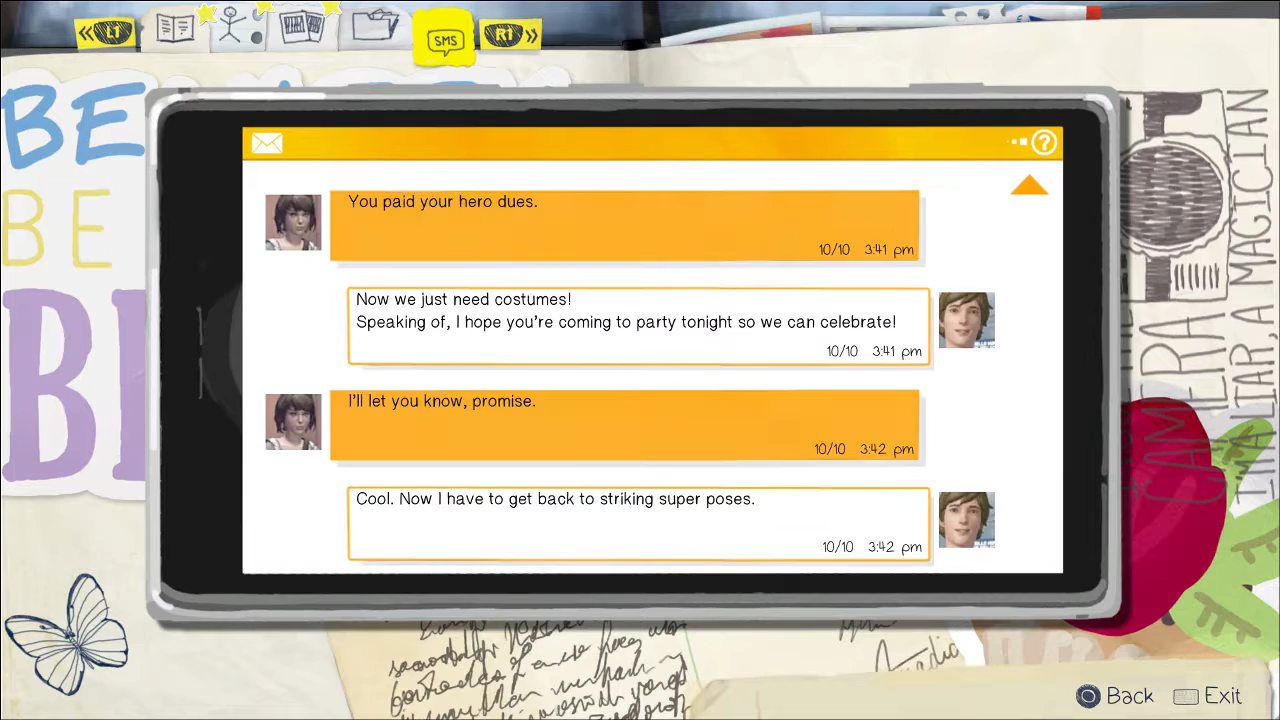 L1
SMS
R1
BE
BE
You paid your hero dues.
10/10 3:41 pm
Now we just need costumes!
Speaking of, I hope you're coming to party tonight so we can celebrate!
10/10 3:41 pm
I'll let you know, promise.
10/10 3:42 pm
Cool. Now I have to get back to striking super poses.
10/10 3:42 pm
CAMERA
LIAR, A MAGICIAN
Back
Exit